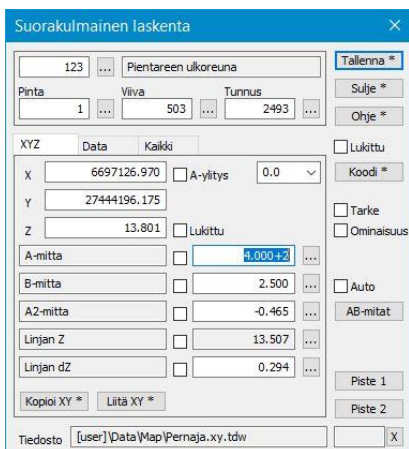 Suorakulmainen laskenta ×
123 ... Pientareen ulkoreuna Tallenna *
Pinta Viiva Tunnus Sulje *
1 ... 503 ... 2493 ... Ohje *
XYZ Data Kaikki Lukittu
X 6697126.970 A-ylitys 0.0 Koodi *
Y 27444196.175 Tarke
Z 13.801 Lukittu Ominaisuus
A-mitta 4.000+2 ...
B-mitta 2.500 ... Auto
A2-mitta -0.465 ... AB-mitat
Linjan Z 13.507 ...
Linjan dZ 0.294 ...
Piste 1
Kopioi XY * Liitä XY * Piste 2
Tiedosto [user]\Data\Map\Pernaja.xy.tdw X